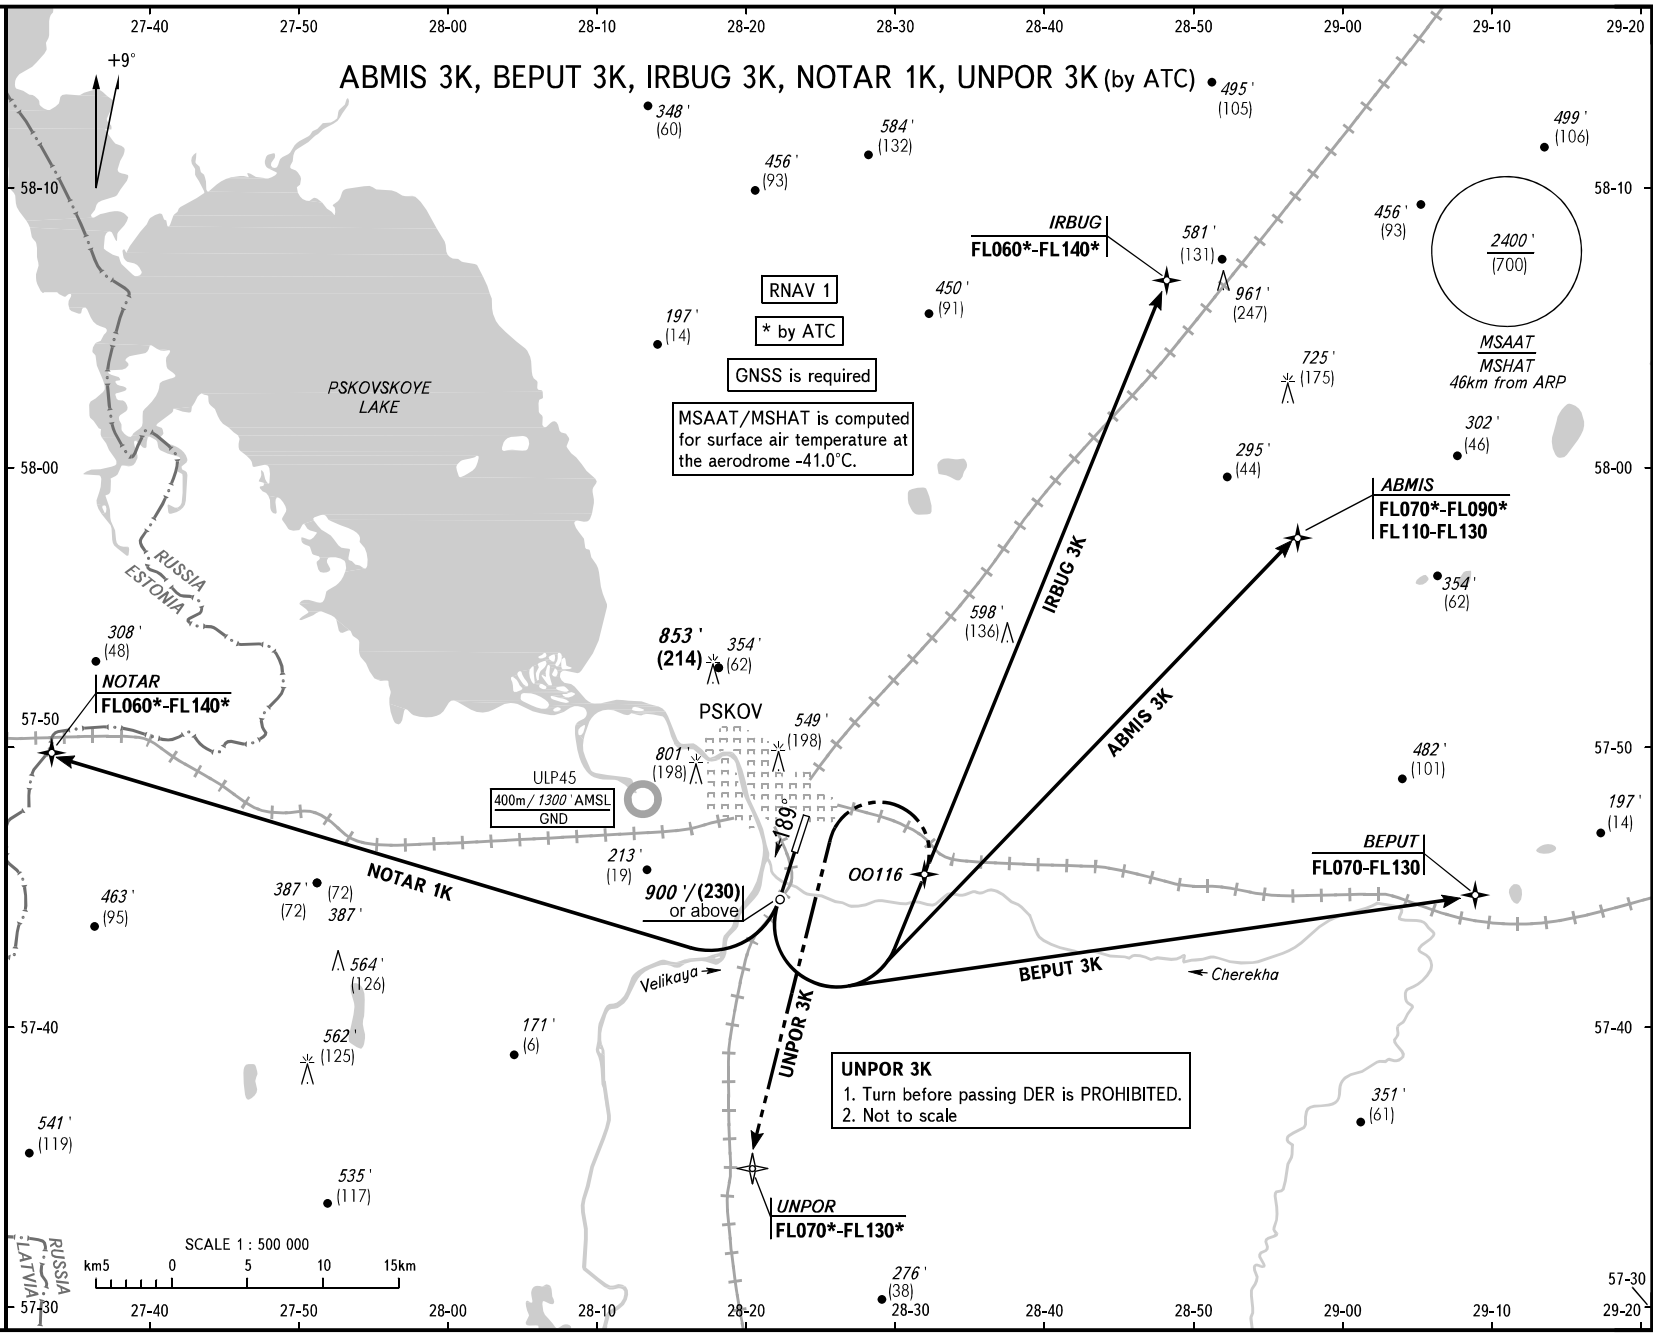 27-40 27-50 28-00 28-10 28-20 28-30 28-40 28-50 29-00 29-10 29-20
+9°
ABMIS 3K, BEPUT 3K, IRBUG 3K, NOTAR 1K, UNPOR 3K (by ATC)
348'
(60)
584'
(132)
456'
(93)
495'
(105)
499'
(106)
58-10
58-10
456'
(93)
IRBUG
FL060*-FL140*
581'
(131)
961'
(247)
2400'
(700)
MSAAT
MSHAT
46km from ARP
RNAV 1
* by ATC
GNSS is required
MSAAT/MSHAT is computed
for surface air temperature at
the aerodrome -41.0°C.
450'
(91)
197'
(14)
725'
(175)
PSKOVSKOYE
LAKE
302'
(46)
295'
(44)
58-00
58-00
ABMIS
FL070*-FL090*
FL110-FL130
354'
(62)
RUSSIA
ESTONIA
IRBUG 3K
598'
(136)
308'
(48)
NOTAR
FL060*-FL140*
853'
(214)
354'
(62)
PSKOV
549'
(198)
801'
(198)
57-50
57-50
ABMIS 3K
482'
(101)
197'
(14)
ULP45
400m/1300'AMSL
GND
189°
OO116
BEPUT
FL070-FL130
213'
(19)
900'/(230)
or above
NOTAR 1K
387'
(72)
(72)
387'
463'
(95)
564'
(126)
Velikaya
BEPUT 3K
Cherekha
UNPOR 3K
57-40
57-40
171'
(6)
562'
(125)
UNPOR 3K
1. Turn before passing DER is PROHIBITED.
2. Not to scale
351'
(61)
541'
(119)
535'
(117)
UNPOR
FL070*-FL130*
RUSSIA
LATVIA
SCALE 1 : 500 000
km5 0 5 10 15km
276'
(38)
57-30
57-30
27-40 27-50 28-00 28-10 28-20 28-30 28-40 28-50 29-00 29-10 29-20